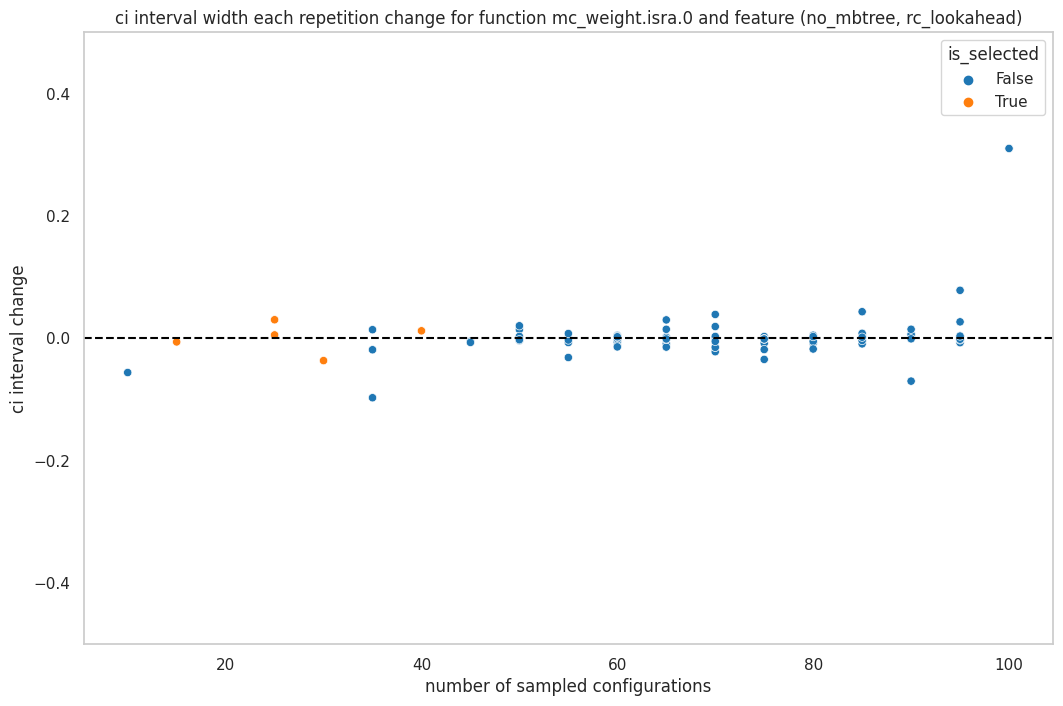 ci interval width each repetition change for function mc_weight.isra.0 and feature (no_mbtree, rc_lookahead)
is_selected
False
True
ci interval change
0.4
0.2
0.0
−0.2
−0.4
20
40
60
80
100
number of sampled configurations